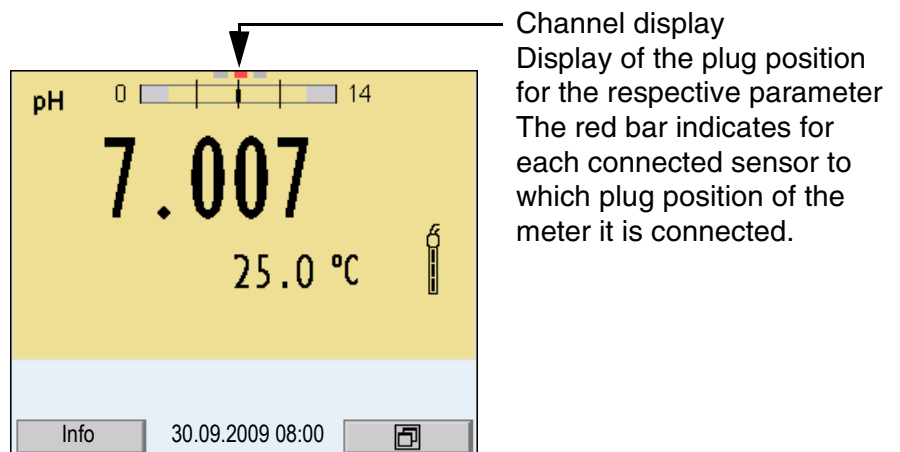 Channel display
Display of the plug position
for the respective parameter
The red bar indicates for
each connected sensor to
which plug position of the
meter it is connected.
pH 0 14
7.007
25.0 °C
Info 30.09.2009 08:00